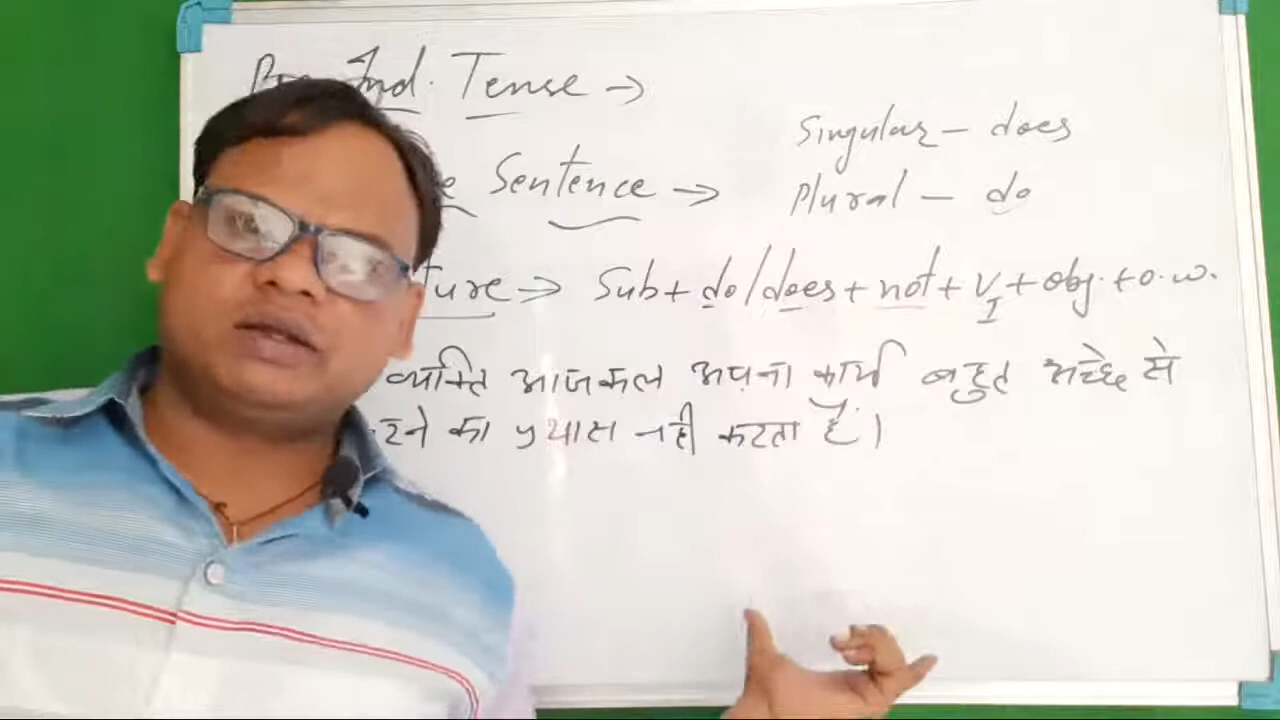 Ind. Tense →
Singular – does
Sentence →
Plural – do
ture → Sub + do/does + not + V1 + obj. + o.w.
व्यक्ति आजकल अपना कार्य बहुत अच्छे से
करने का प्रयास नही करता है।